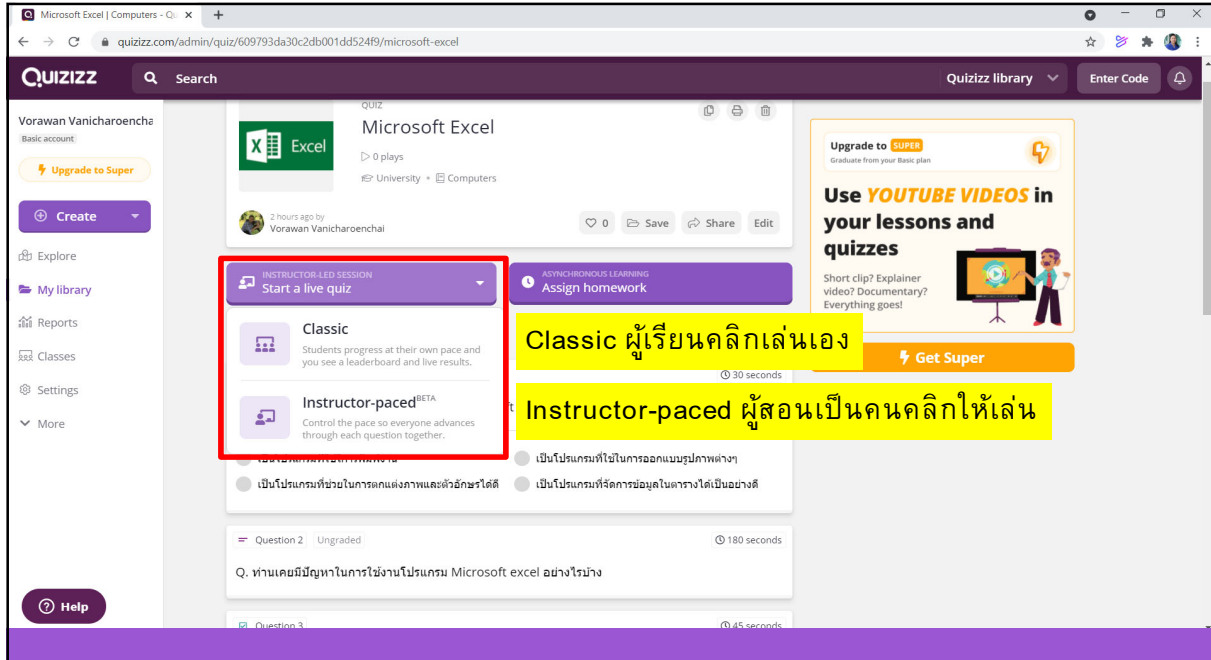 Microsoft Excel | Computers - Qu
quizizz.com/admin/quiz/609793da30c2db001dd524f9/microsoft-excel
QUIZIZZ
Search
Quizizz library
Enter Code
Vorawan Vanicharoencha
Basic account
Upgrade to Super
Create
Explore
My library
Reports
Classes
Settings
More
Help
Excel
QUIZ
Microsoft Excel
0 plays
University • Computers
2 hours ago by
Vorawan Vanicharoenchai
0 Save Share Edit
INSTRUCTOR-LED SESSION
Start a live quiz
ASYNCHRONOUS LEARNING
Assign homework
Classic
Students progress at their own pace and
you see a leaderboard and live results.
Instructor-paced BETA
Control the pace so everyone advances
through each question together.
Classic ผู้เรียนคลิกเล่นเอง
30 seconds
Instructor-paced ผู้สอนเป็นคนคลิกให้เล่น
เป็นโปรแกรมที่ใช้ในการออกแบบรูปภาพต่างๆ
เป็นโปรแกรมที่ช่วยในการตกแต่งภาพและตัวอักษรได้ดี
เป็นโปรแกรมที่จัดการข้อมูลในตารางได้เป็นอย่างดี
Question 2 Ungraded
180 seconds
Q. ท่านเคยมีปัญหาในการใช้งานโปรแกรม Microsoft excel อย่างไรบ้าง
Question 3
45 seconds
Upgrade to SUPER
Graduate from your Basic plan
Use YOUTUBE VIDEOS in
your lessons and
quizzes
Short clip? Explainer
video? Documentary?
Everything goes!
Get Super